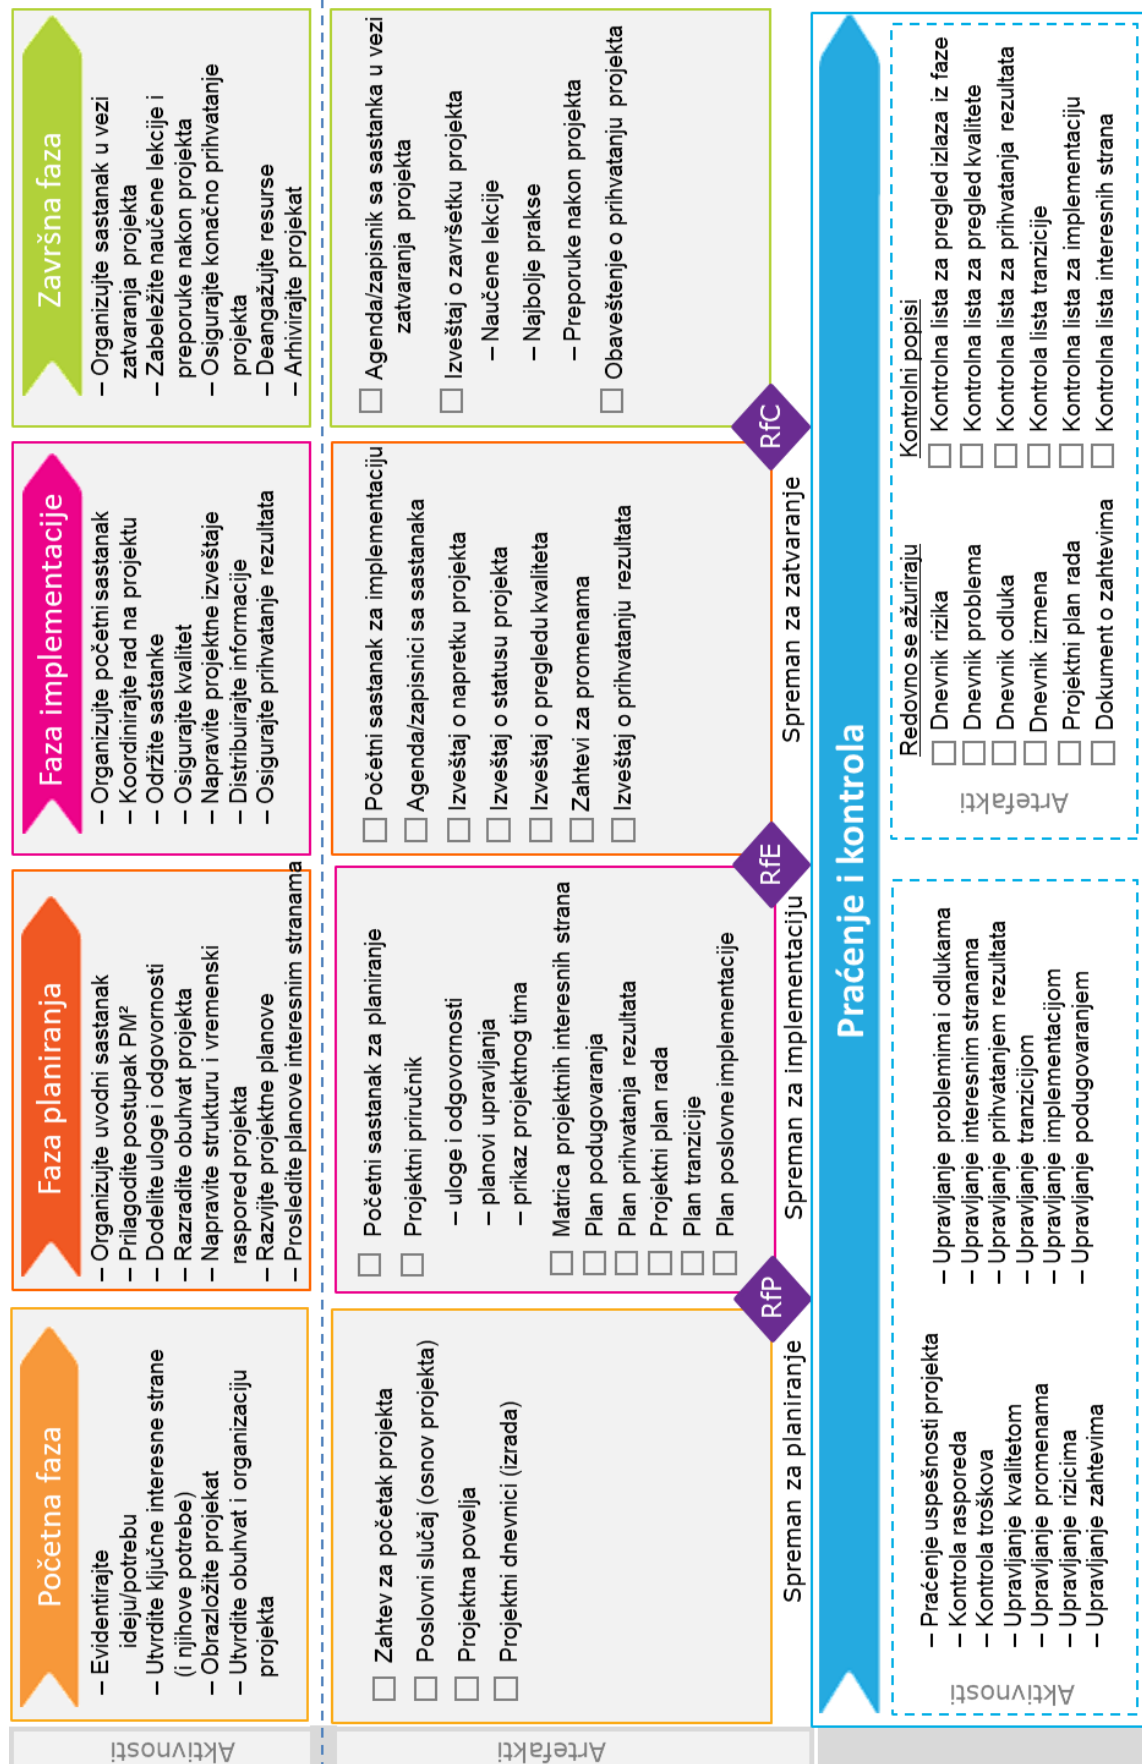 Početna faza
Aktivnosti
– Evidentirajte
ideju/potrebu
– Utvrdite ključne interesne strane
(i njihove potrebe)
– Obrazložite projekat
– Utvrdite obuhvat i organizaciju
projekta
Faza planiranja
– Organizujte uvodni sastanak
– Prilagodite postupak PM²
– Dodelite uloge i odgovornosti
– Razradite obuhvat projekta
– Napravite strukturu i vremenski
raspored projekta
– Razvijte projektne planove
– Prosledite planove interesnim stranama
Faza implementacije
– Organizujte početni sastanak
– Koordinirajte rad na projektu
– Održite sastanke
– Osigurajte kvalitet
– Napravite projektne izveštaje
– Distribuirajte informacije
– Osigurajte prihvatanje rezultata
Završna faza
– Organizujte sastanak u vezi
zatvaranja projekta
– Zabeležite naučene lekcije i
preporuke nakon projekta
– Osigurajte konačno prihvatanje
projekta
– Deangažujte resurse
– Arhivirajte projekat
Artefakti
Zahtev za početak projekta
Poslovni slučaj (osnov projekta)
Projektna povelja
Projektni dnevnici (izrada)
Početni sastanak za planiranje
Projektni priručnik
– uloge i odgovornosti
– planovi upravljanja
– prikaz projektnog tima
Matrica projektnih interesnih strana
Plan podugovaranja
Plan prihvatanja rezultata
Projektni plan rada
Plan tranzicije
Plan poslovne implementacije
Početni sastanak za implementaciju
Agenda/zapisnici sa sastanaka
Izveštaj o napretku projekta
Izveštaj o statusu projekta
Izveštaj o pregledu kvaliteta
Zahtevi za promenama
Izveštaj o prihvatanju rezultata
Agenda/zapisnik sa sastanka u vezi
zatvaranja projekta
Izveštaj o završetku projekta
– Naučene lekcije
– Najbolje prakse
– Preporuke nakon projekta
Obaveštenje o prihvatanju projekta
RfP
RfE
RfC
Spreman za planiranje
Spreman za implementaciju
Spreman za zatvaranje
Praćenje i kontrola
Aktivnosti
– Praćenje uspešnosti projekta
– Kontrola rasporeda
– Kontrola troškova
– Upravljanje kvalitetom
– Upravljanje promenama
– Upravljanje rizicima
– Upravljanje zahtevima
– Upravljanje problemima i odlukama
– Upravljanje interesnim stranama
– Upravljanje prihvatanjem rezultata
– Upravljanje tranzicijom
– Upravljanje implementacijom
– Upravljanje podugovaranjem
Artefakti
Redovno se ažuriraju
Dnevnik rizika
Dnevnik problema
Dnevnik odluka
Dnevnik izmena
Projektni plan rada
Dokument o zahtevima
Kontrolni popisi
Kontrolna lista za pregled izlaza iz faze
Kontrolna lista za pregled kvalitete
Kontrolna lista za prihvatanja rezultata
Kontrolna lista tranzicije
Kontrolna lista za implementaciju
Kontrolna lista interesnih strana